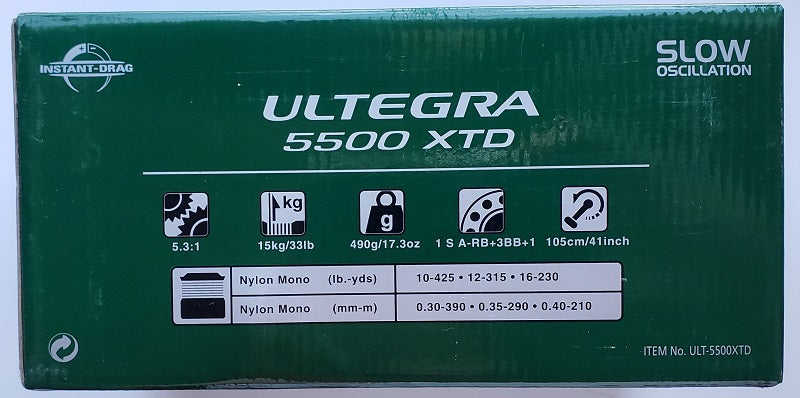 INSTANT-DRAG
SLOW
OSCILLATION
ULTEGRA
5500 XTD
kg
g
5.3:1
15kg/33lb
490g/17.3oz
1 S A-RB+3BB+1
105cm/41inch
Nylon Mono (lb.-yds) 10-425 • 12-315 • 16-230
Nylon Mono (mm-m) 0.30-390 • 0.35-290 • 0.40-210
ITEM No. ULT-5500XTD